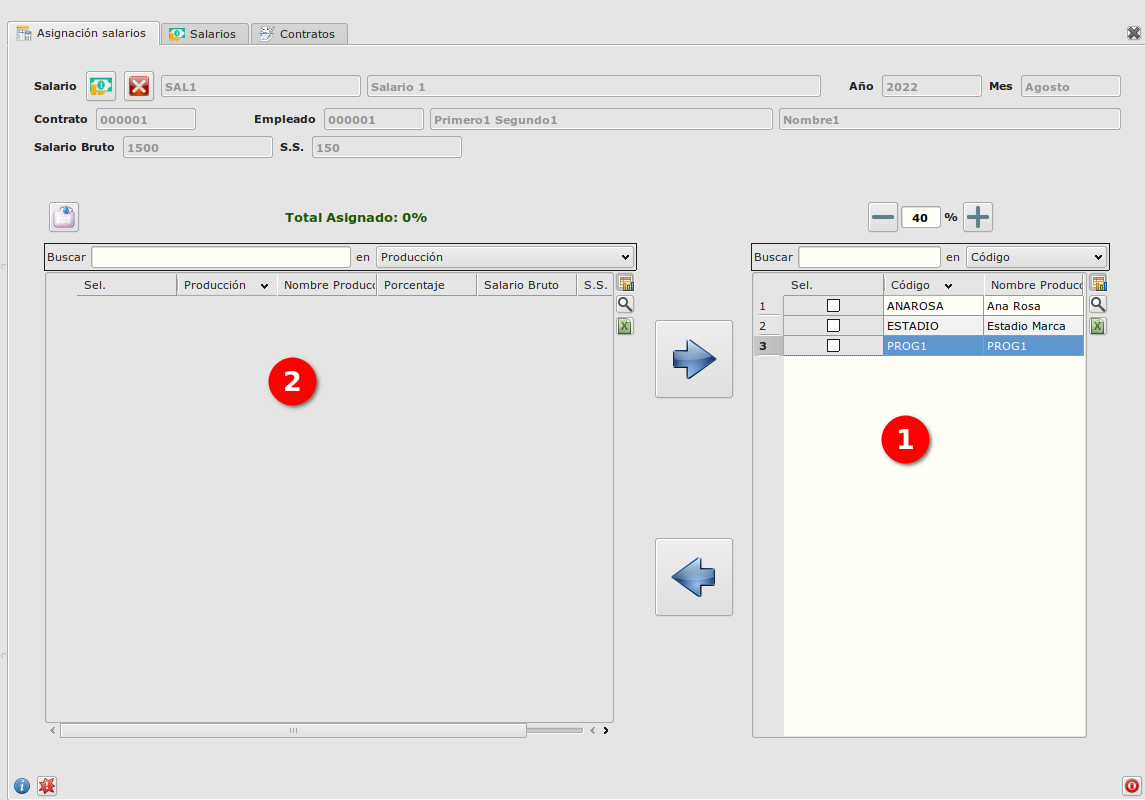 Asignación salarios Salarios Contratos
Salario SAL1 Salario 1 Año 2022 Mes Agosto
Contrato 000001 Empleado 000001 Primero1 Segundo1 Nombre1
Salario Bruto 1500 S.S. 150
Total Asignado: 0% 40 %
Buscar en Producción Buscar en Código
Sel. Producción Nombre Produc Porcentaje Salario Bruto S.S. Sel. Código Nombre Produc
1 ANAROSA Ana Rosa
2 ESTADIO Estadio Marca
3 PROG1 PROG1
2
1